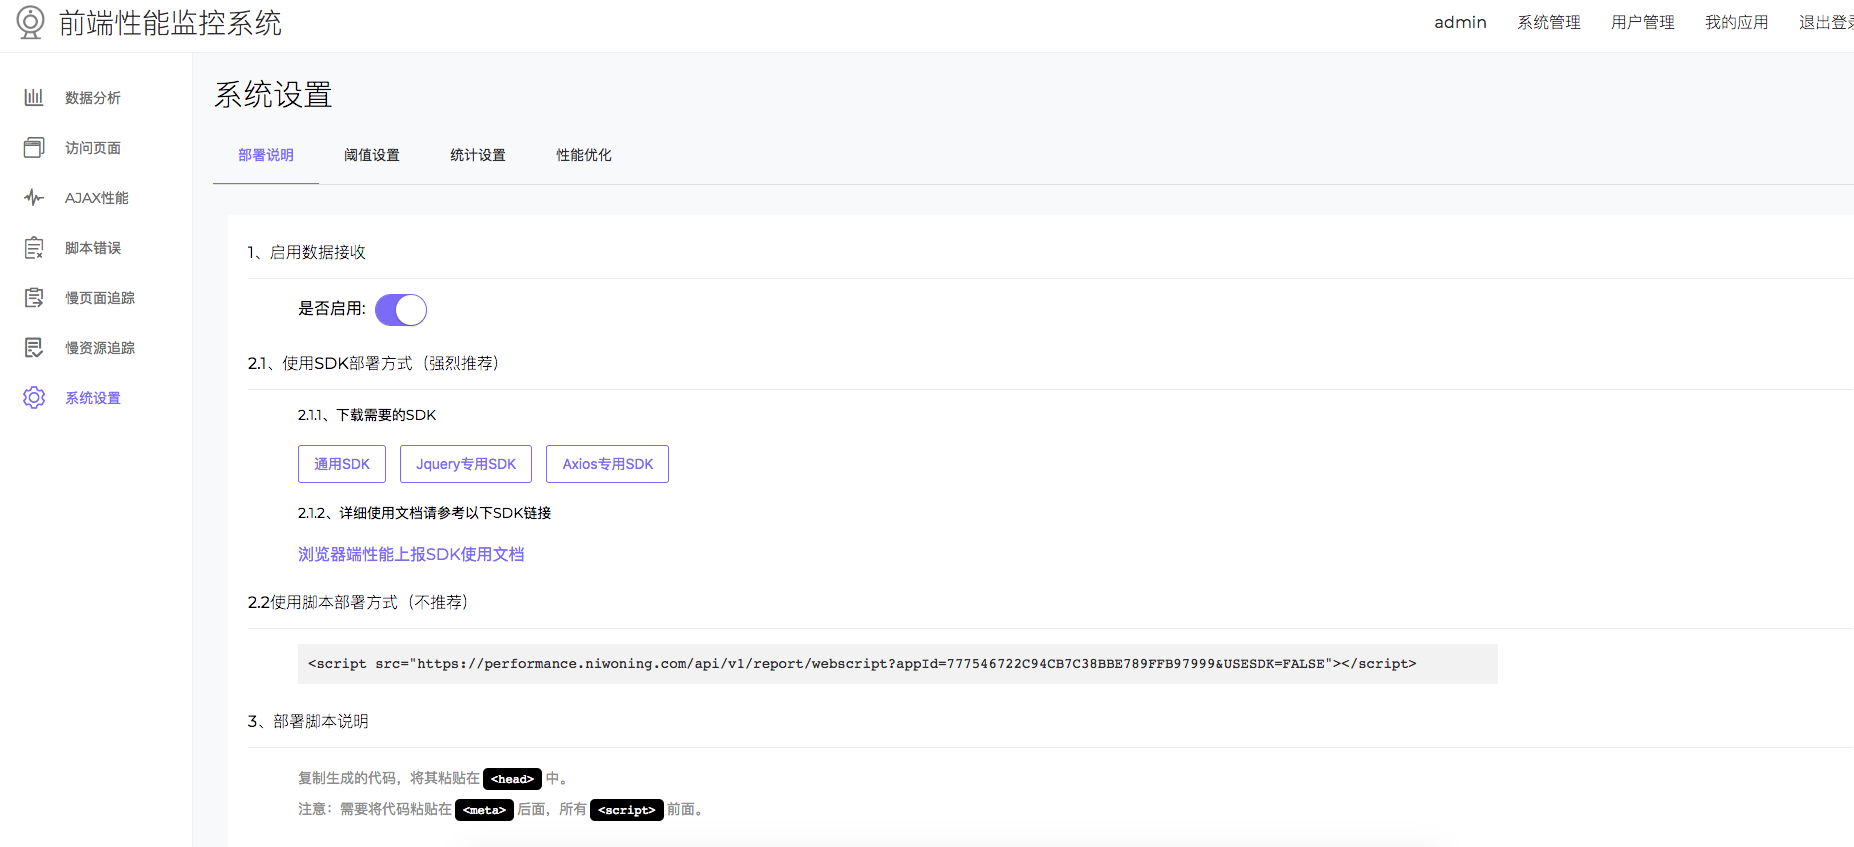 前端性能监控系统
admin 系统管理 用户管理 我的应用 退出登录
数据分析
访问页面
AJAX性能
脚本错误
慢页面追踪
慢资源追踪
系统设置
系统设置
部署说明 阈值设置 统计设置 性能优化
1、启用数据接收
是否启用:
2.1、使用SDK部署方式（强烈推荐）
2.1.1、下载需要的SDK
通用SDK Jquery专用SDK Axios专用SDK
2.1.2、详细使用文档请参考以下SDK链接
浏览器端性能上报SDK使用文档
2.2使用脚本部署方式（不推荐）
<script src="https://performance.niwoning.com/api/v1/report/webscript?appId=777546722C94CB7C38BBE789FFB97999&USESDK=FALSE"></script>
3、部署脚本说明
复制生成的代码，将其粘贴在 <head> 中。
注意：需要将代码粘贴在 <meta> 后面，所有 <script> 前面。